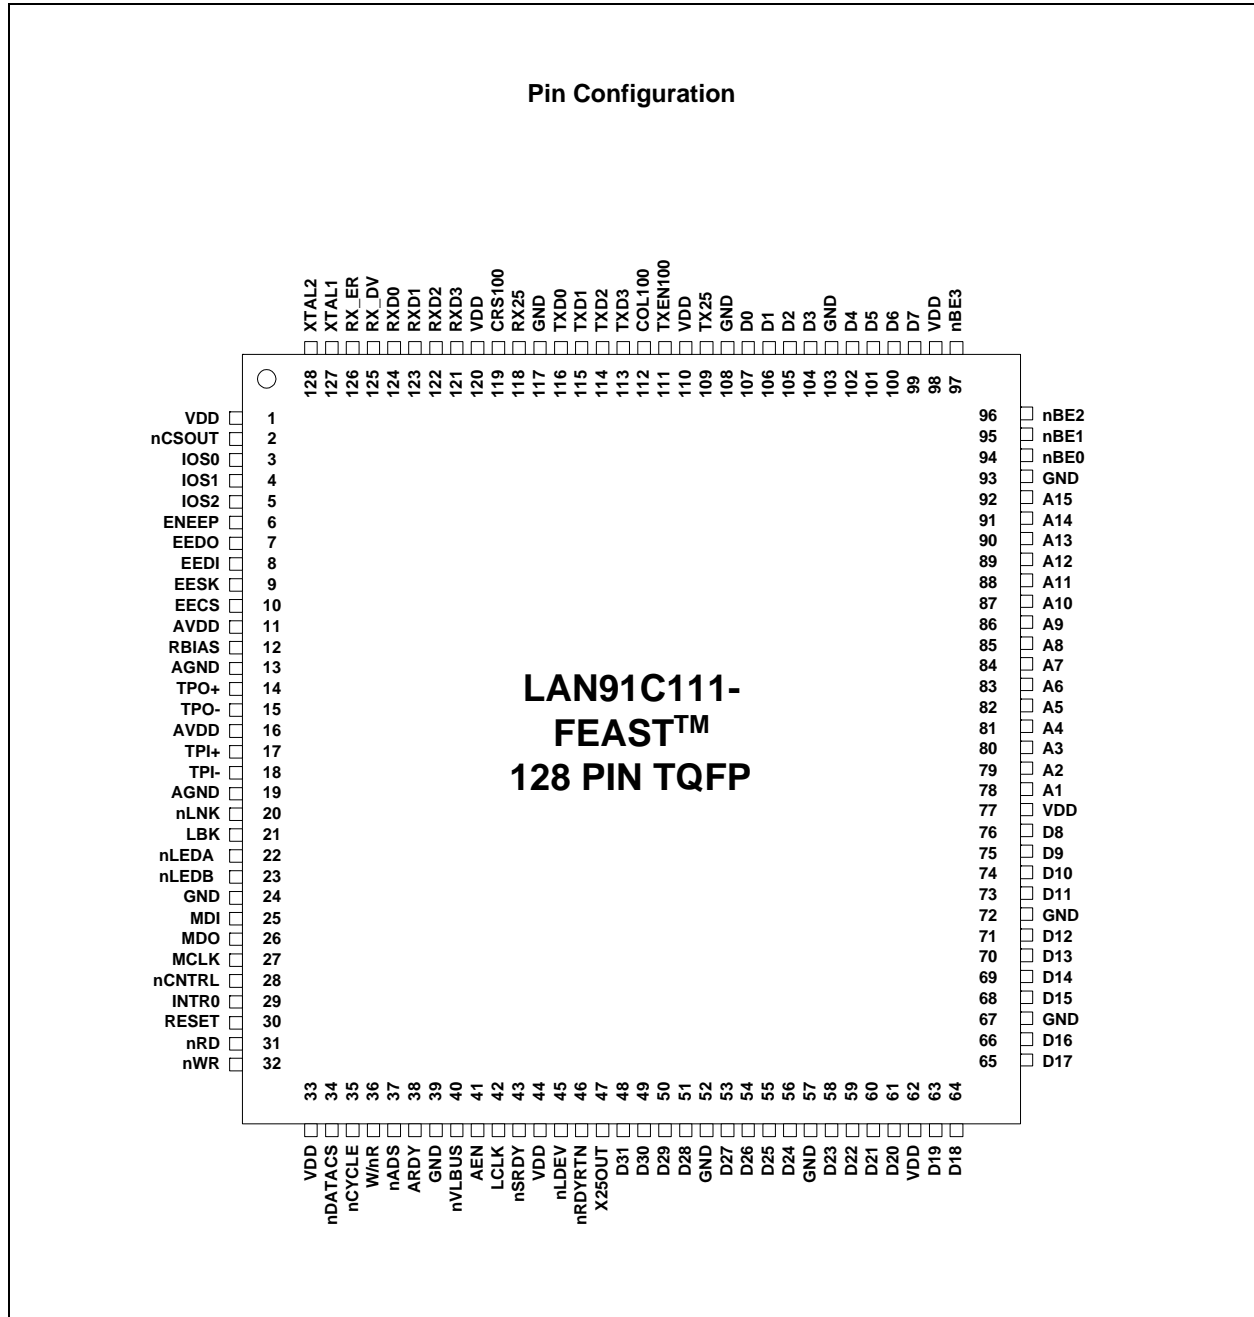 Pin Configuration
XTAL2 XTAL1 RX_ER RX_DV RXD0 RXD1 RXD2 RXD3 VDD CRS100 RX25 GND TXD0 TXD1 TXD2 TXD3 COL100 TXEN100 VDD TX25 GND D0 D1 D2 D3 GND D4 D5 D6 D7 VDD nBE3
128 127 126 125 124 123 122 121 120 119 118 117 116 115 114 113 112 111 110 109 108 107 106 105 104 103 102 101 100 99 98 97
VDD 1 96 nBE2
nCSOUT 2 95 nBE1
IOS0 3 94 nBE0
IOS1 4 93 GND
IOS2 5 92 A15
ENEEP 6 91 A14
EEDO 7 90 A13
EEDI 8 89 A12
EESK 9 88 A11
EECS 10 87 A10
AVDD 11 86 A9
RBIAS 12 85 A8
AGND 13 84 A7
TPO+ 14 83 A6
TPO- 15 82 A5
AVDD 16 81 A4
TPI+ 17 80 A3
TPI- 18 79 A2
AGND 19 78 A1
nLNK 20 77 VDD
LBK 21 76 D8
nLEDA 22 75 D9
nLEDB 23 74 D10
GND 24 73 D11
MDI 25 72 GND
MDO 26 71 D12
MCLK 27 70 D13
nCNTRL 28 69 D14
INTR0 29 68 D15
RESET 30 67 GND
nRD 31 66 D16
nWR 32 65 D17
LAN91C111-
FEAST™
128 PIN TQFP
33 34 35 36 37 38 39 40 41 42 43 44 45 46 47 48 49 50 51 52 53 54 55 56 57 58 59 60 61 62 63 64
VDD nDATACS nCYCLE W/nR nADS ARDY GND nVLBUS AEN LCLK nSRDY VDD nLDEV nRDYRTN X25OUT D31 D30 D29 D28 GND D27 D26 D25 D24 GND D23 D22 D21 D20 VDD D19 D18